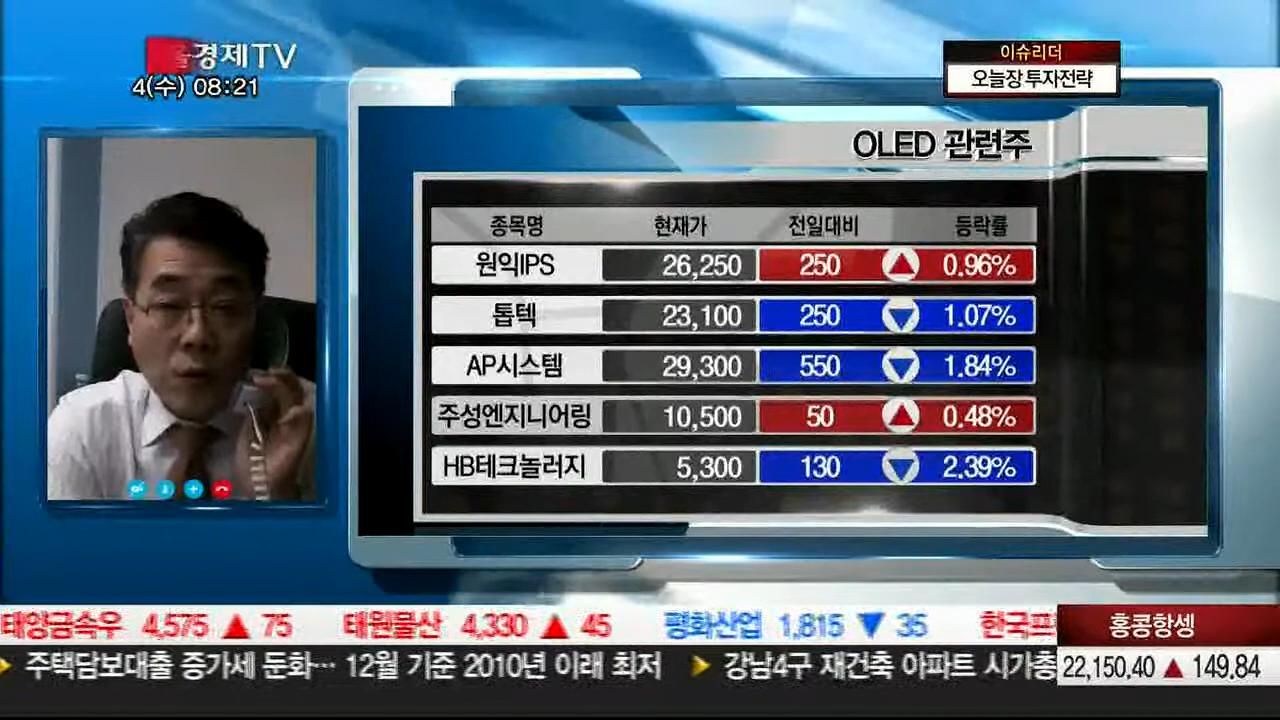 경제TV
4(수) 08:21
이슈리더
오늘장 투자전략
OLED 관련주
종목명 현재가 전일대비 등락률
원익IPS 26,250 250 ▲ 0.96%
톱텍 23,100 250 ▼ 1.07%
AP시스템 29,300 550 ▼ 1.84%
주성엔지니어링 10,500 50 ▲ 0.48%
HB테크놀러지 5,300 130 ▼ 2.39%
태양금속우 4,575 ▲ 75 태원물산 4,330 ▲ 45 평화산업 1,815 ▼ 35 한국프
홍콩항셍
주택담보대출 증가세 둔화… 12월 기준 2010년 이래 최저 강남4구 재건축 아파트 시가총
22,150.40 ▲ 149.84